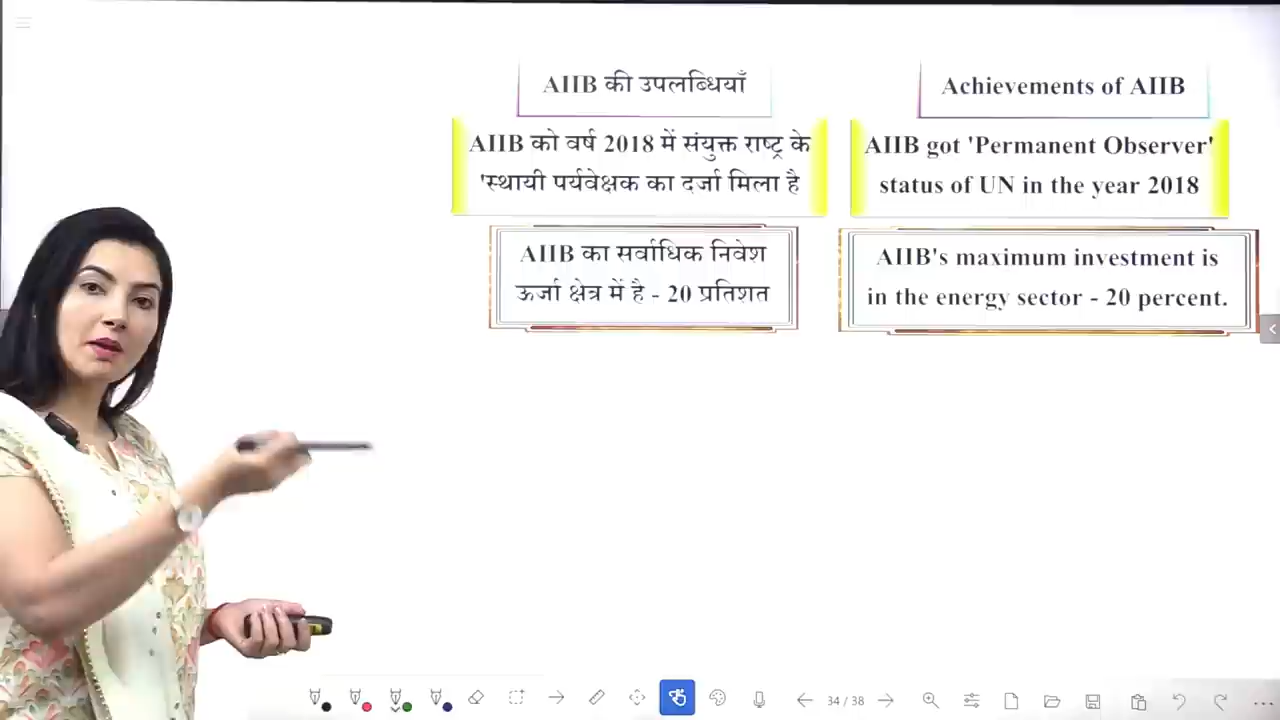 AIIB की उपलब्धियाँ
AIIB को वर्ष 2018 में संयुक्त राष्ट्र के
'स्थायी पर्यवेक्षक का दर्जा मिला है
AIIB का सर्वाधिक निवेश
ऊर्जा क्षेत्र में है - 20 प्रतिशत
Achievements of AIIB
AIIB got 'Permanent Observer'
status of UN in the year 2018
AIIB's maximum investment is
in the energy sector - 20 percent.
34 / 38